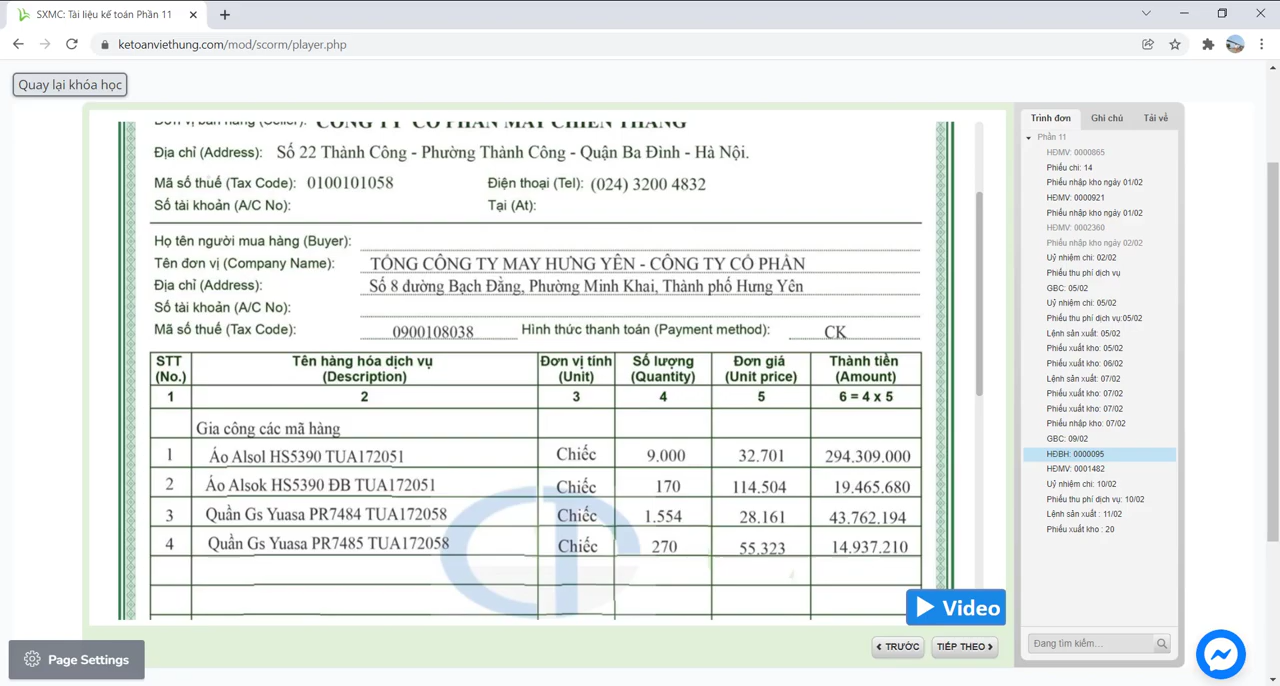 SXMC: Tài liệu kế toán Phần 11
ketoanviethung.com/mod/scorm/player.php
Quay lại khóa học
Đơn vị bán hàng (Seller): CÔNG TY CỔ PHẦN MAY CHIẾN THẮNG
Địa chỉ (Address): Số 22 Thành Công - Phường Thành Công - Quận Ba Đình - Hà Nội.
Mã số thuế (Tax Code): 0100101058 Điện thoại (Tel): (024) 3200 4832
Số tài khoản (A/C No): Tại (At):
Họ tên người mua hàng (Buyer):
Tên đơn vị (Company Name): TỔNG CÔNG TY MAY HƯNG YÊN - CÔNG TY CỔ PHẦN
Địa chỉ (Address): Số 8 đường Bạch Đằng, Phường Minh Khai, Thành phố Hưng Yên
Số tài khoản (A/C No):
Mã số thuế (Tax Code): 0900108038 Hình thức thanh toán (Payment method): CK
STT Tên hàng hóa dịch vụ Đơn vị tính Số lượng Đơn giá Thành tiền
(No.) (Description) (Unit) (Quantity) (Unit price) (Amount)
1 2 3 4 5 6 = 4 x 5
Gia công các mã hàng
1 Áo Alsol HS5390 TUA172051 Chiếc 9.000 32.701 294.309.000
2 Áo Alsok HS5390 ĐB TUA172051 Chiếc 170 114.504 19.465.680
3 Quần Gs Yuasa PR7484 TUA172058 Chiếc 1.554 28.161 43.762.194
4 Quần Gs Yuasa PR7485 TUA172058 Chiếc 270 55.323 14.937.210
Video
TRƯỚC TIẾP THEO
Page Settings
Trình đơn Ghi chú Tải về
Phần 11
HĐMV: 0000865
Phiếu chi: 14
Phiếu nhập kho ngày 01/02
HĐMV: 0000921
Phiếu nhập kho ngày 01/02
HĐMV: 0002360
Phiếu nhập kho ngày 02/02
Uỷ nhiệm chi: 02/02
Phiếu thu phí dịch vụ
GBC: 05/02
Uỷ nhiệm chi: 05/02
Phiếu thu phí dịch vụ:05/02
Lệnh sản xuất: 05/02
Phiếu xuất kho: 05/02
Phiếu xuất kho: 06/02
Lệnh sản xuất: 07/02
Phiếu xuất kho: 07/02
Phiếu xuất kho: 07/02
Phiếu nhập kho: 07/02
GBC: 09/02
HĐBH: 0000095
HĐMV: 0001482
Uỷ nhiệm chi: 10/02
Phiếu thu phí dịch vụ: 10/02
Lệnh sản xuất : 11/02
Phiếu xuất kho : 20
Đang tìm kiếm...